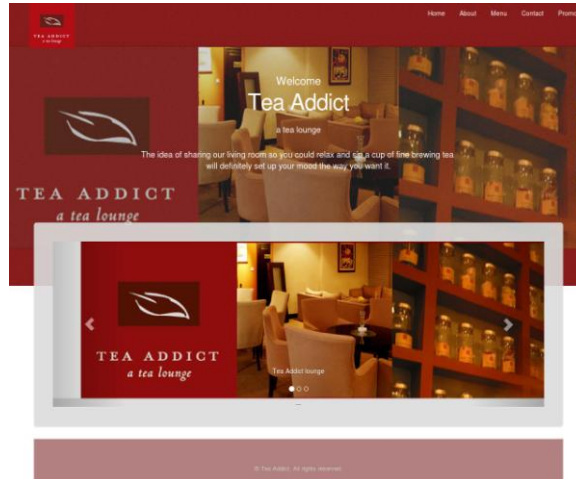 TEA ADDICT
a tea lounge
Home About Menu Contact Promo
Welcome
Tea Addict
a tea lounge
The idea of sharing our living room so you could relax and sip a cup of fine brewing tea
will definitely set up your mood the way you want it.
TEA ADDICT
a tea lounge
TEA ADDICT
a tea lounge
Tea Addict lounge
© Tea Addict. All rights reserved